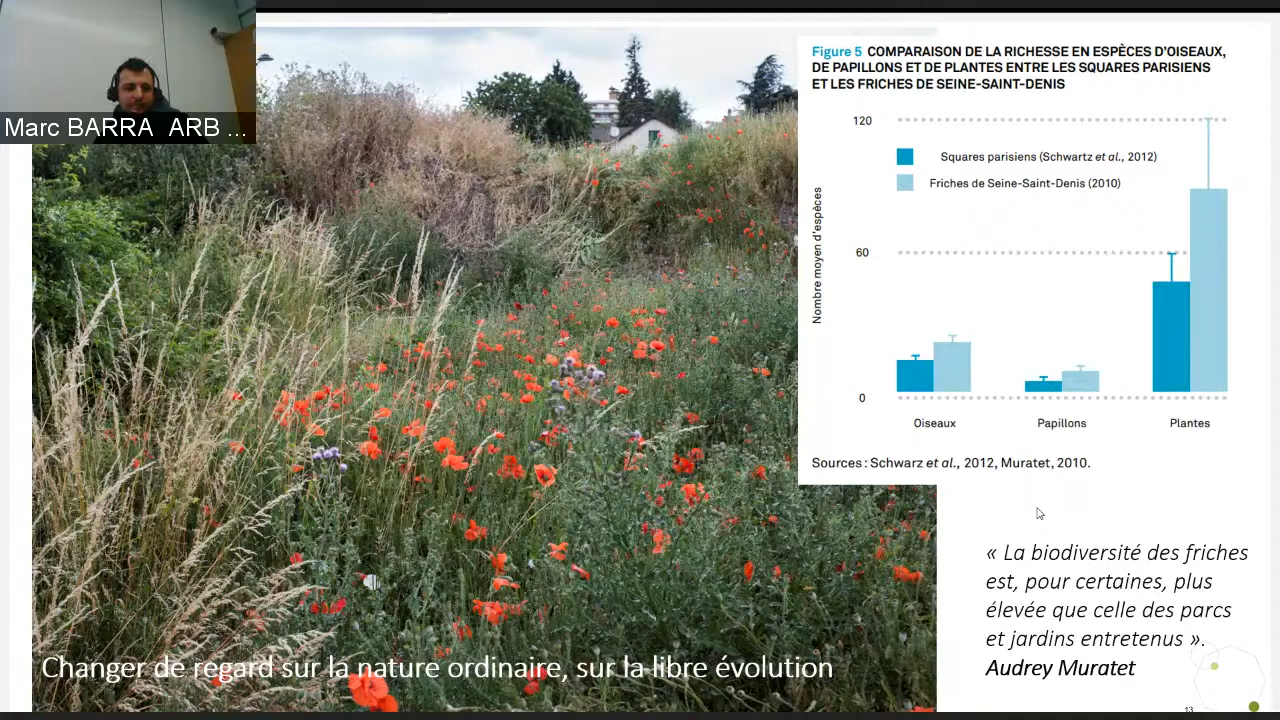 Marc BARRA ARB ...
Figure 5 COMPARAISON DE LA RICHESSE EN ESPÈCES D'OISEAUX,
DE PAPILLONS ET DE PLANTES ENTRE LES SQUARES PARISIENS
ET LES FRICHES DE SEINE-SAINT-DENIS
120
Squares parisiens (Schwartz et al., 2012)
Friches de Seine-Saint-Denis (2010)
Nombre moyen d'espèces
60
0
Oiseaux
Papillons
Plantes
Sources : Schwarz et al., 2012, Muratet, 2010.
« La biodiversité des friches
est, pour certaines, plus
élevée que celle des parcs
et jardins entretenus ».
Audrey Muratet
Changer de regard sur la nature ordinaire, sur la libre évolution
13